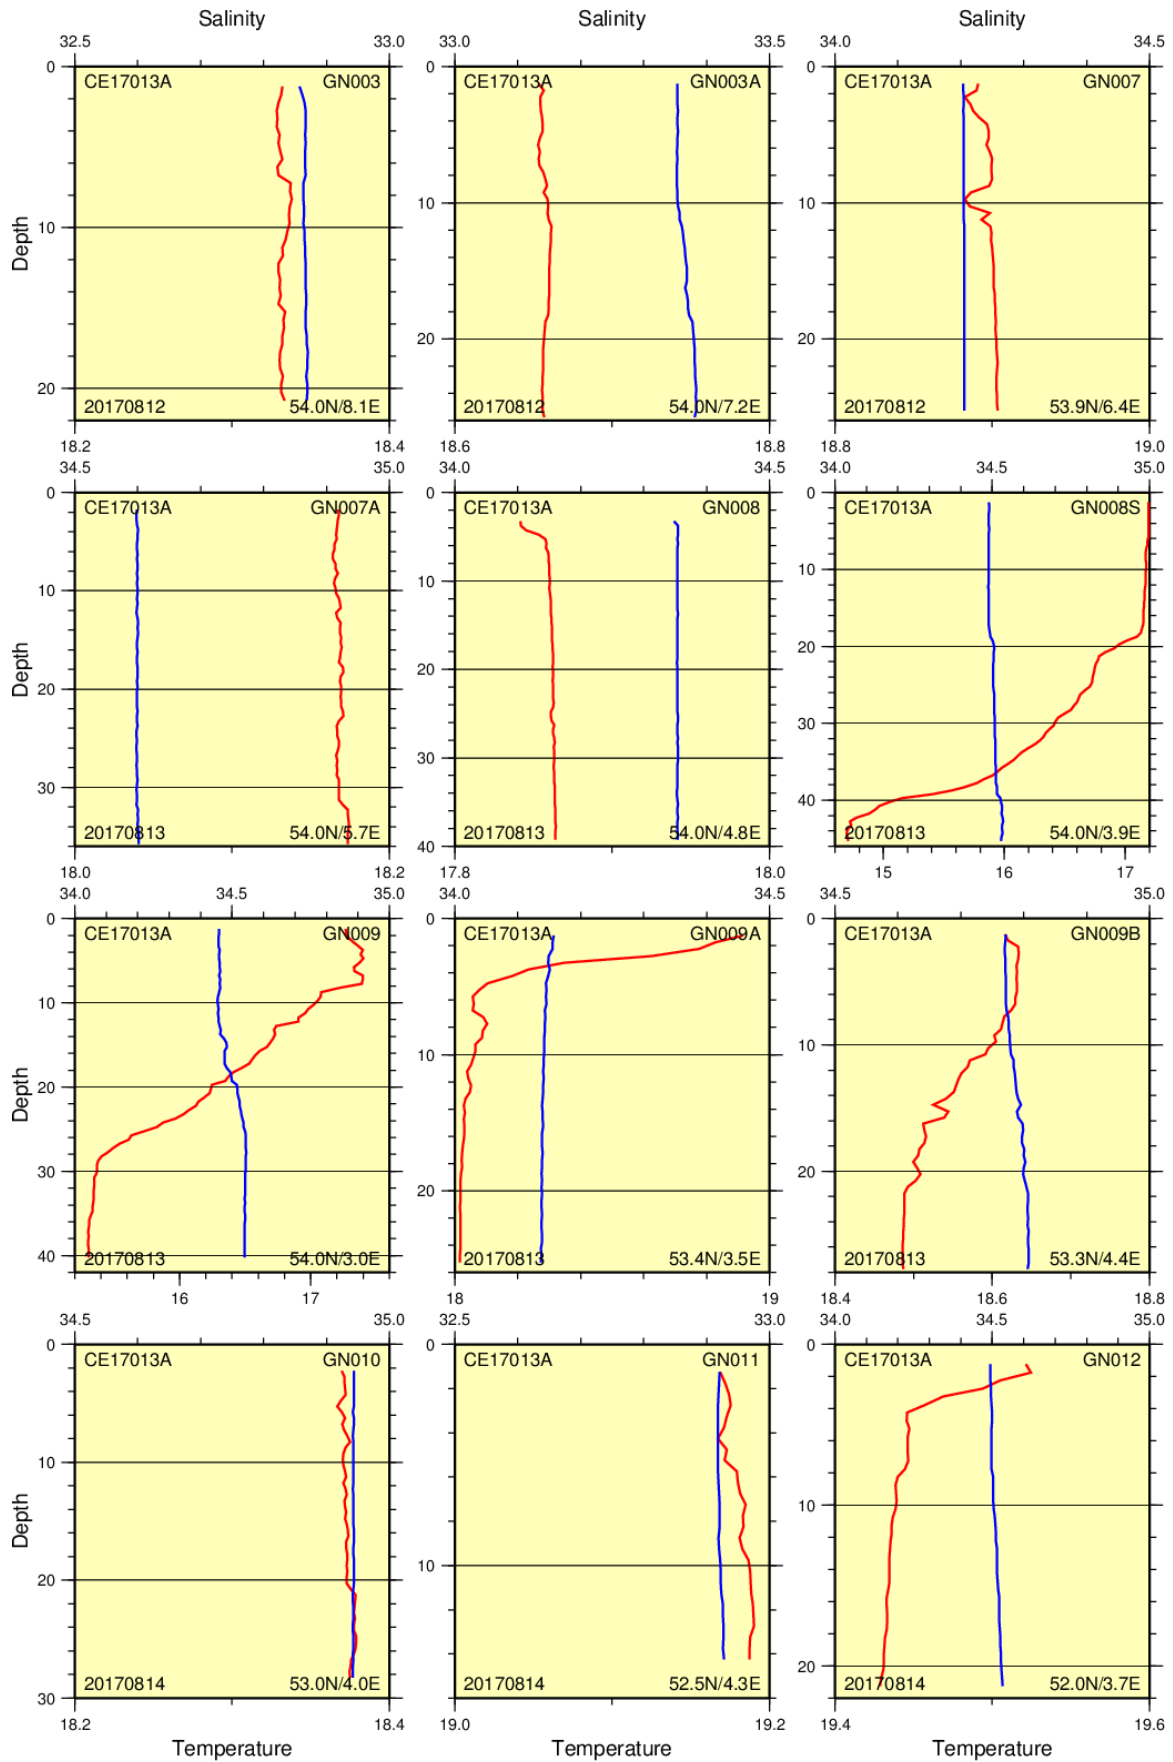 Salinity Salinity Salinity
32.5 33.0 33.0 33.5 34.0 34.5
CE17013A GN003 CE17013A GN003A CE17013A GN007
0 0 0
10 10 10
20 20 20
Depth
20170812 54.0N/8.1E 20170812 54.0N/7.2E 20170812 53.9N/6.4E
18.2 18.4 18.6 18.8 18.8 19.0
34.5 35.0 34.0 34.5 34.0 34.5 35.0
CE17013A GN007A CE17013A GN008 CE17013A GN008S
0 0 0
10 10 10
20 20 20
30 30 30
40 40
Depth
20170813 54.0N/5.7E 20170813 54.0N/4.8E 20170813 54.0N/3.9E
18.0 18.2 17.8 18.0 15 16 17
34.0 34.5 35.0 34.0 34.5 34.5 35.0
CE17013A GN009 CE17013A GN009A CE17013A GN009B
0 0 0
10 10 10
20 20 20
30
40
Depth
20170813 54.0N/3.0E 20170813 53.4N/3.5E 20170813 53.3N/4.4E
16 17 18 19 18.4 18.6 18.8
34.5 35.0 32.5 33.0 34.0 34.5 35.0
CE17013A GN010 CE17013A GN011 CE17013A GN012
0 0 0
10 10 10
20 20
30
Depth
20170814 53.0N/4.0E 20170814 52.5N/4.3E 20170814 52.0N/3.7E
18.2 18.4 19.0 19.2 19.4 19.6
Temperature Temperature Temperature